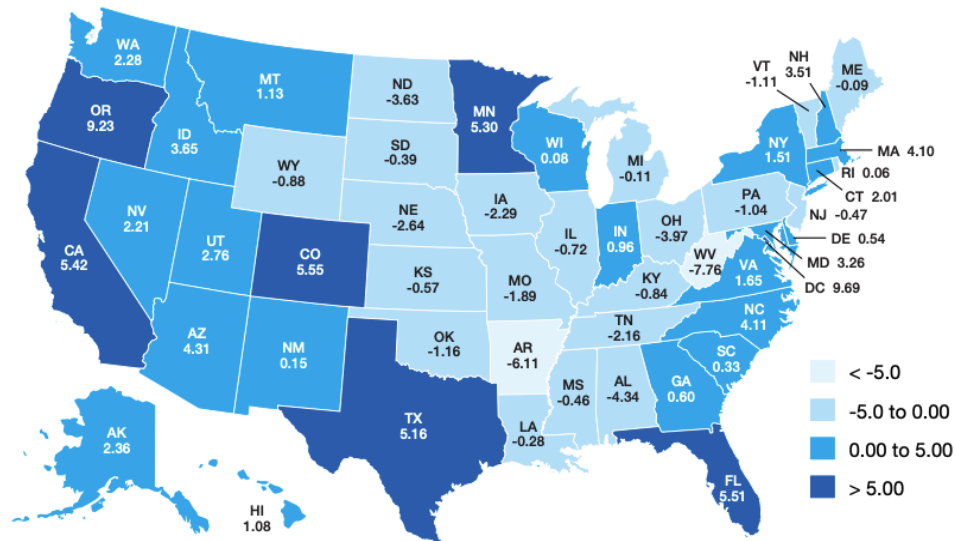 WA
2.28
OR
9.23
CA
5.42
ID
3.65
NV
2.21
MT
1.13
WY
-0.88
UT
2.76
CO
5.55
AZ
4.31
NM
0.15
ND
-3.63
SD
-0.39
NE
-2.64
KS
-0.57
OK
-1.16
TX
5.16
MN
5.30
IA
-2.29
MO
-1.89
AR
-6.11
LA
-0.28
WI
0.08
IL
-0.72
MI
-0.11
IN
0.96
OH
-3.97
KY
-0.84
TN
-2.16
MS
-0.46
AL
-4.34
GA
0.60
FL
5.51
SC
0.33
NC
4.11
VA
1.65
WV
-7.76
PA
-1.04
NY
1.51
VT
-1.11
NH
3.51
ME
-0.09
MA 4.10
RI 0.06
CT 2.01
NJ -0.47
DE 0.54
MD 3.26
DC 9.69
AK
2.36
HI
1.08
< -5.0
-5.0 to 0.00
0.00 to 5.00
> 5.00